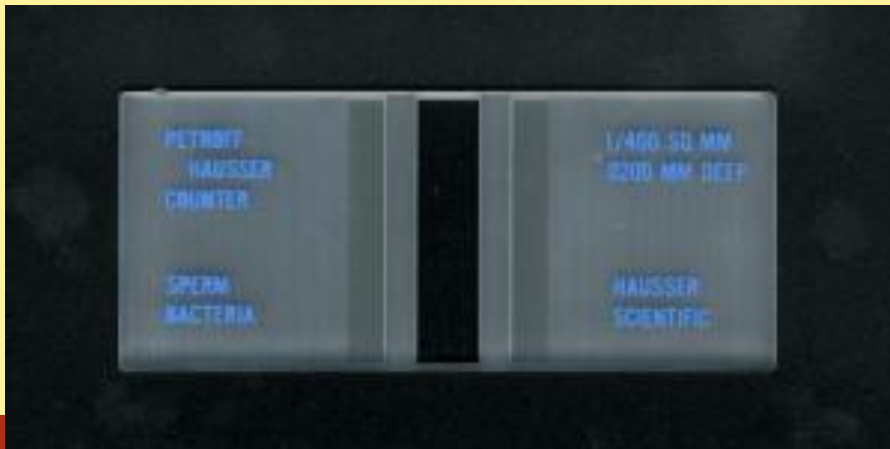 PETROFF
HAUSSER
COUNTER
1/400 SQ MM
.0200 MM DEEP
SPERM
BACTERIA
HAUSSER
SCIENTIFIC